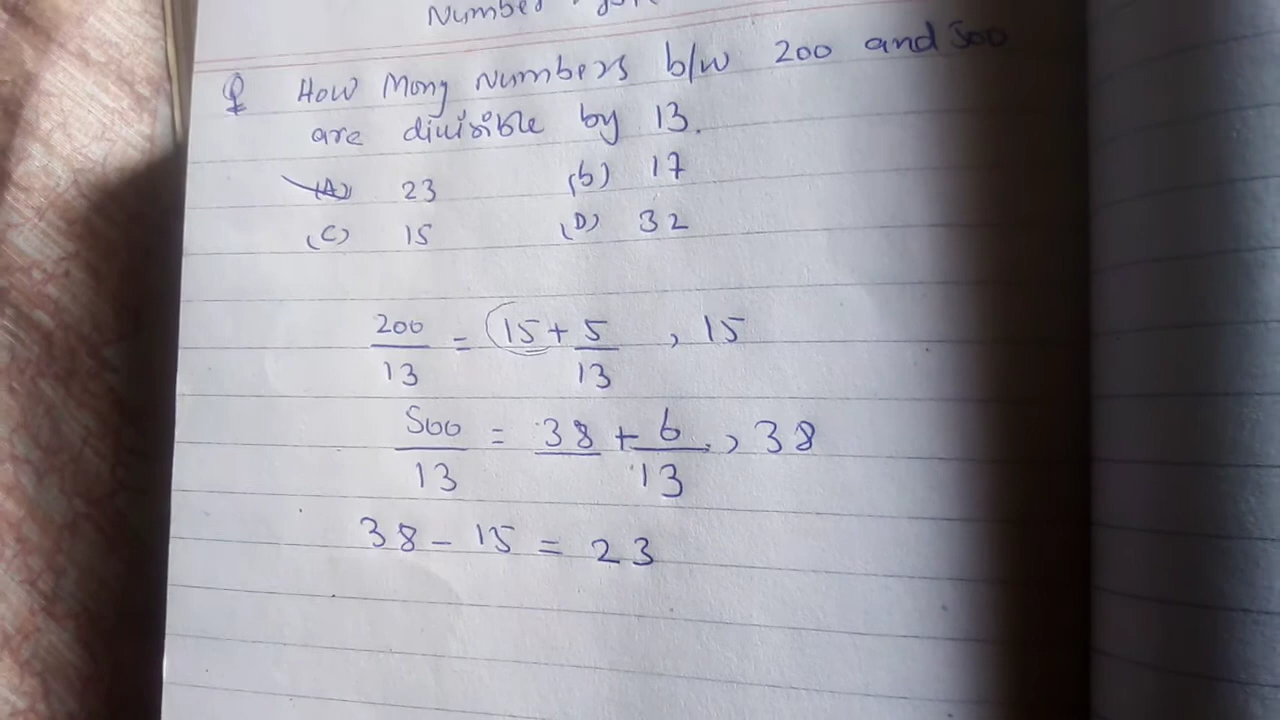 Number
Q How Many Numbers b/w 200 and 500
are divisible by 13.
(A) 23 (b) 17
(C) 15 (D) 32
200/13 = 15 + 5/13 , 15
500/13 = 38 + 6/13 , 38
38 - 15 = 23